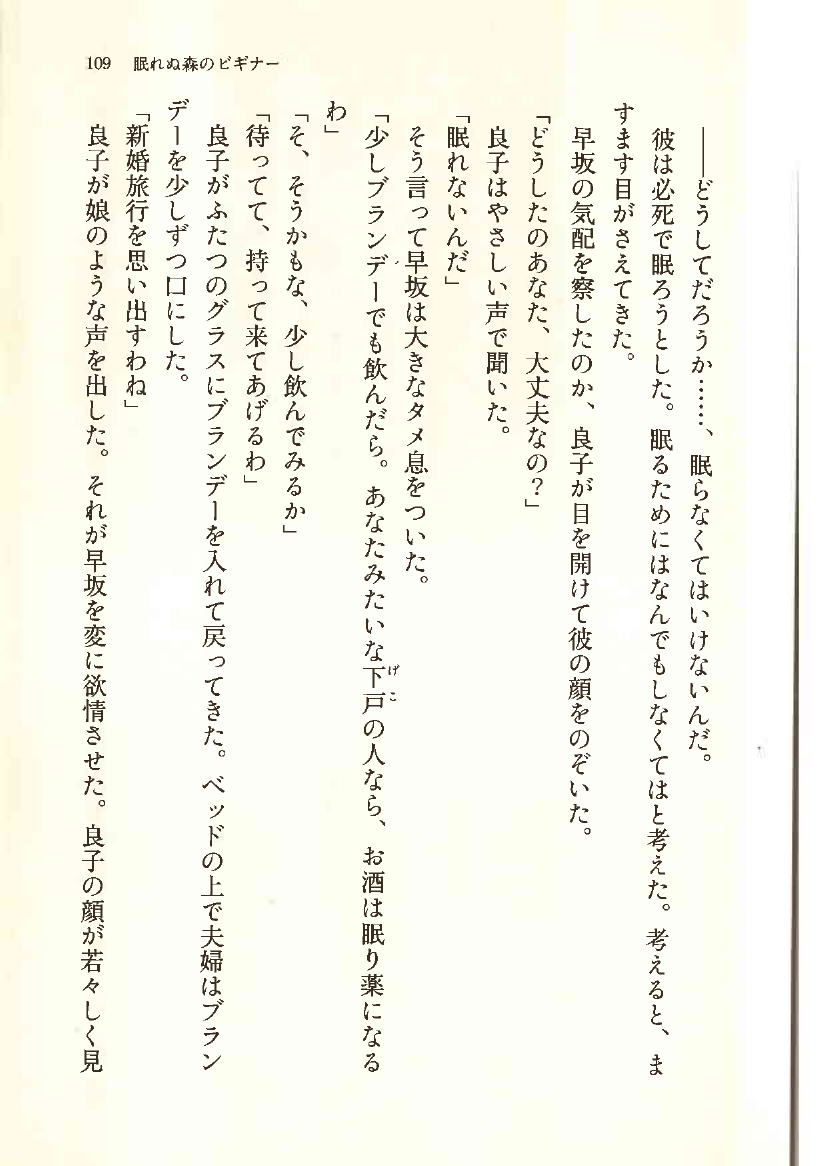 109 眠れぬ森のビギナー
――どうしてだろうか……、眠らなくてはいけないんだ。
彼は必死で眠ろうとした。眠るためにはなんでもしなくてはと考えた。考えると、ま
すます目がさえてきた。
早坂の気配を察したのか、良子が目を開けて彼の顔をのぞいた。
「どうしたのあなた、大丈夫なの?」
良子はやさしい声で聞いた。
「眠れないんだ」
そう言って早坂は大きなタメ息をついた。
「少しブランデーでも飲んだら。あなたみたいな下戸の人なら、お酒は眠り薬になる
げこ
わ」
「そ、そうかもな、少し飲んでみるか」
「待ってて、持って来てあげるわ」
良子がふたつのグラスにブランデーを入れて戻ってきた。ベッドの上で夫婦はブラン
デーを少しずつ口にした。
「新婚旅行を思い出すわね」
良子が娘のような声を出した。それが早坂を変に欲情させた。良子の顔が若々しく見